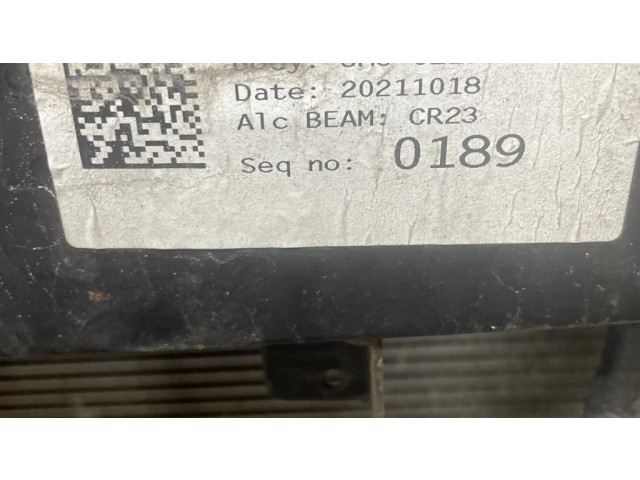 Date: 20211018
Alc BEAM: CR23
Seq no: 0189